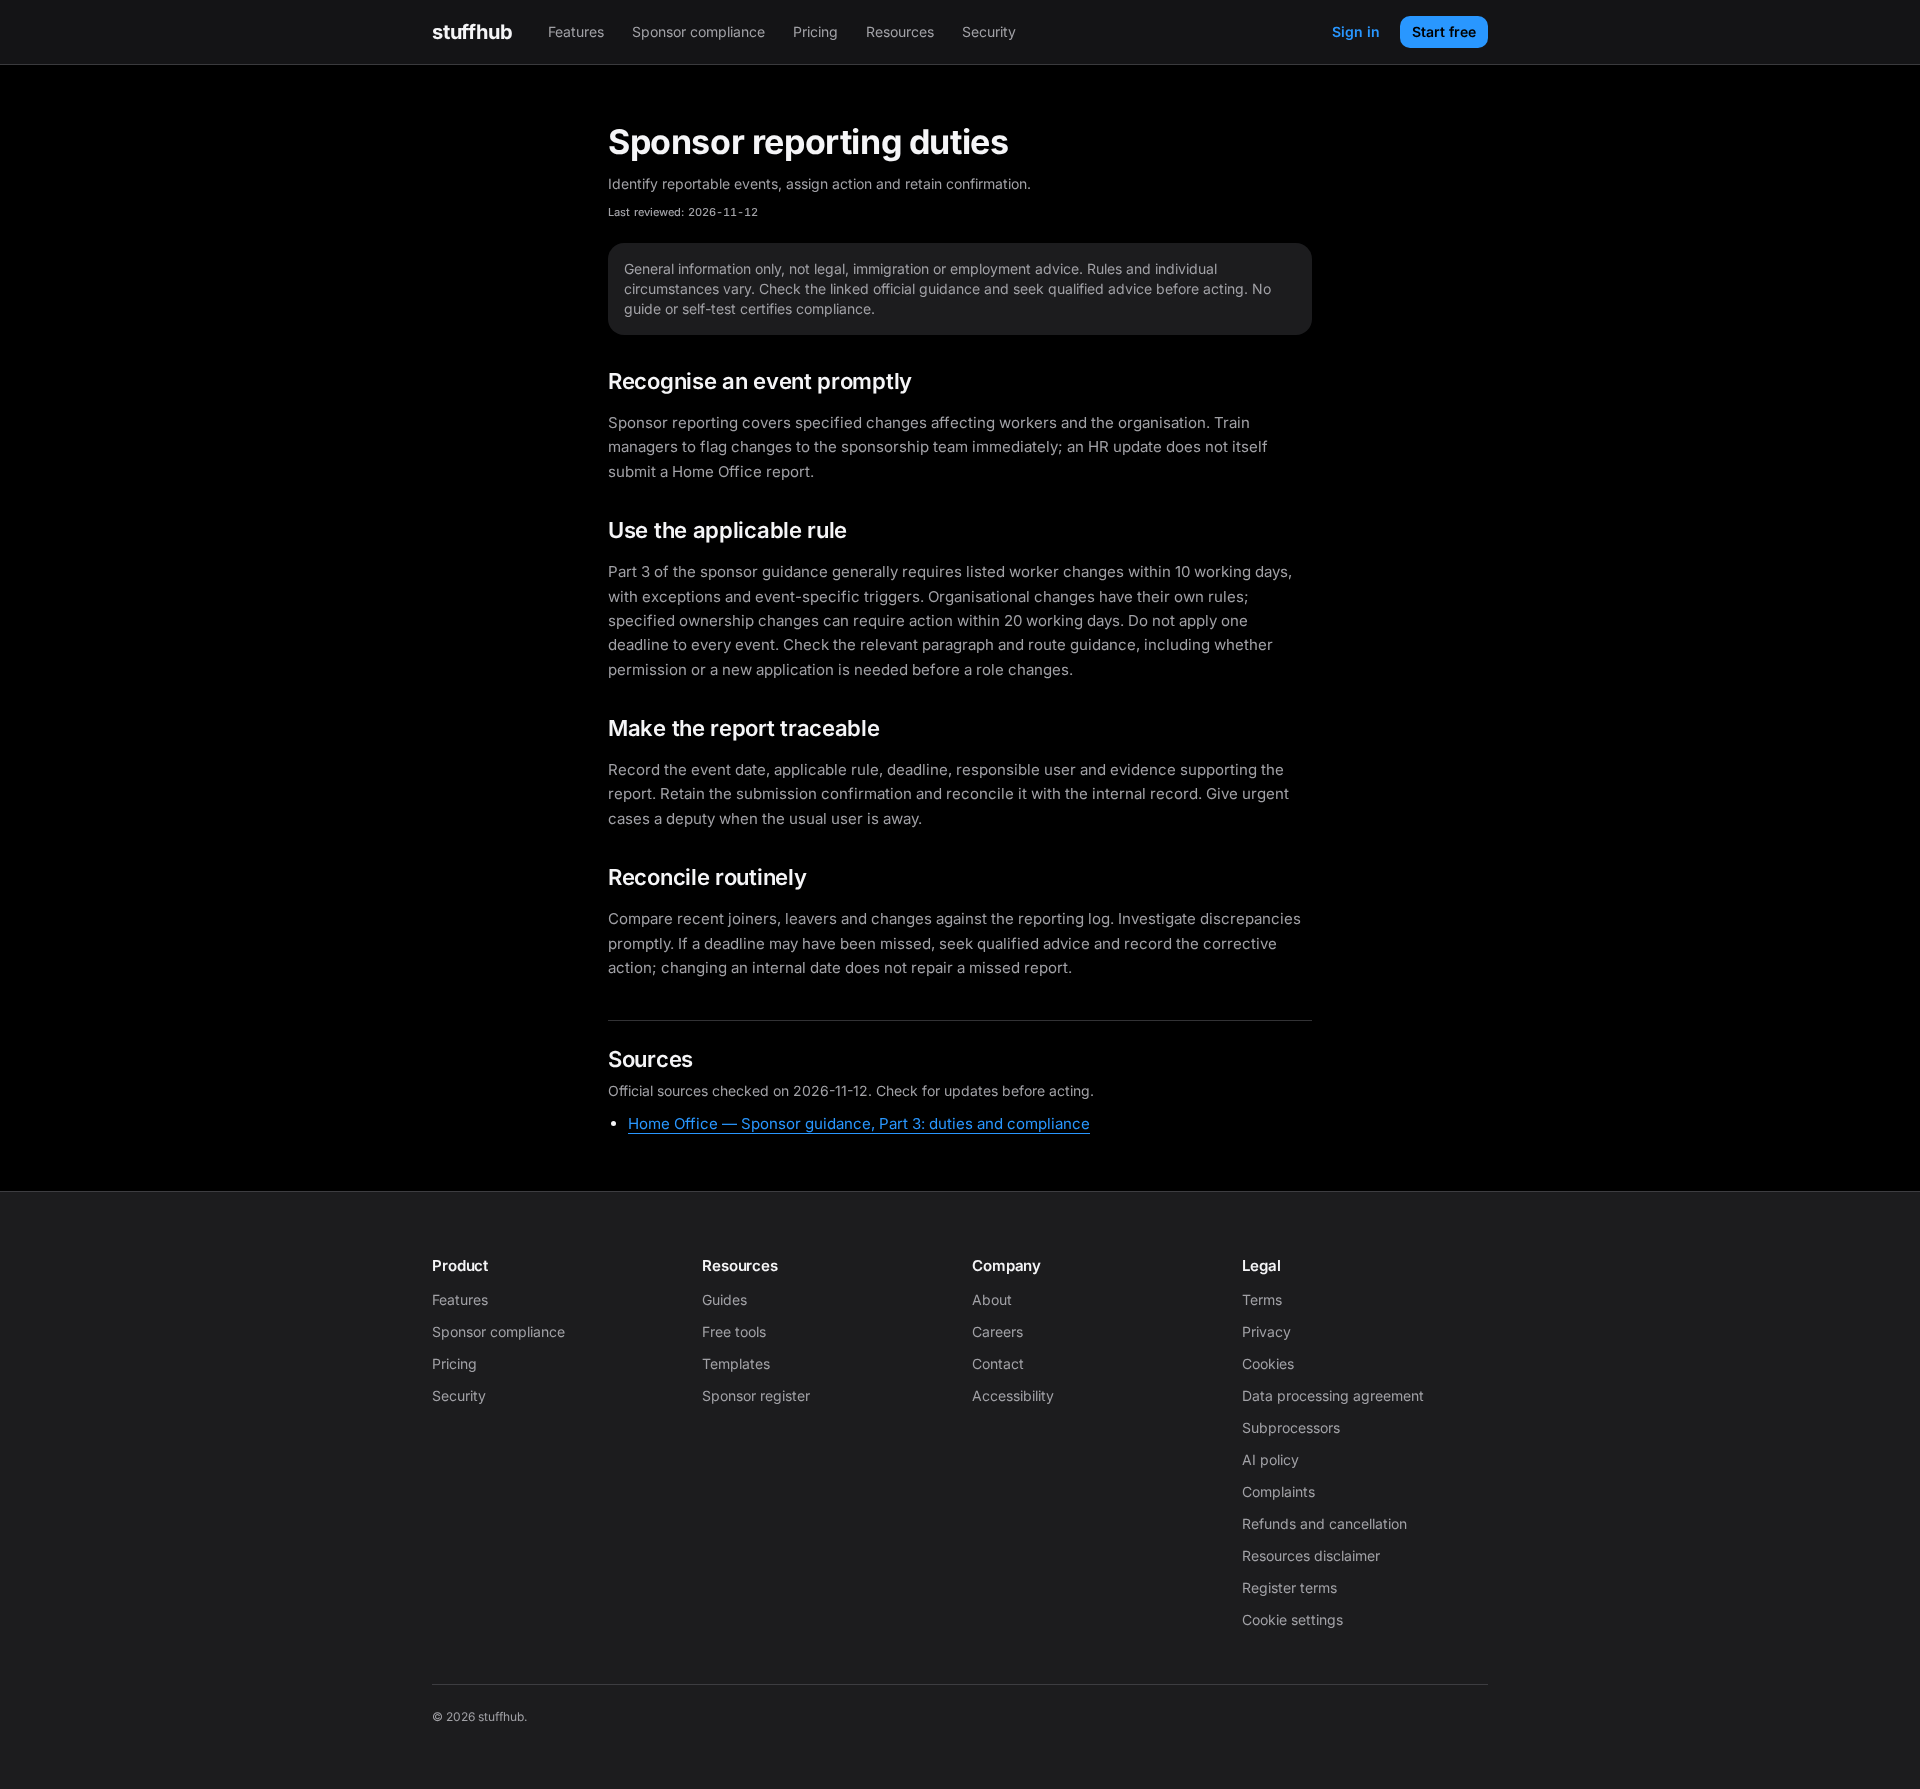 stuffhub
Features
Sponsor compliance
Pricing
Resources
Security
Sign in
Start free
Sponsor reporting duties
Identify reportable events, assign action and retain confirmation.
Last reviewed: 2026-11-12
General information only, not legal, immigration or employment advice. Rules and individual
circumstances vary. Check the linked official guidance and seek qualified advice before acting. No
guide or self-test certifies compliance.
Recognise an event promptly
Sponsor reporting covers specified changes affecting workers and the organisation. Train
managers to flag changes to the sponsorship team immediately; an HR update does not itself
submit a Home Office report.
Use the applicable rule
Part 3 of the sponsor guidance generally requires listed worker changes within 10 working days,
with exceptions and event-specific triggers. Organisational changes have their own rules;
specified ownership changes can require action within 20 working days. Do not apply one
deadline to every event. Check the relevant paragraph and route guidance, including whether
permission or a new application is needed before a role changes.
Make the report traceable
Record the event date, applicable rule, deadline, responsible user and evidence supporting the
report. Retain the submission confirmation and reconcile it with the internal record. Give urgent
cases a deputy when the usual user is away.
Reconcile routinely
Compare recent joiners, leavers and changes against the reporting log. Investigate discrepancies
promptly. If a deadline may have been missed, seek qualified advice and record the corrective
action; changing an internal date does not repair a missed report.
Sources
Official sources checked on 2026-11-12. Check for updates before acting.
• Home Office — Sponsor guidance, Part 3: duties and compliance
Product
Features
Sponsor compliance
Pricing
Security
Resources
Guides
Free tools
Templates
Sponsor register
Company
About
Careers
Contact
Accessibility
Legal
Terms
Privacy
Cookies
Data processing agreement
Subprocessors
AI policy
Complaints
Refunds and cancellation
Resources disclaimer
Register terms
Cookie settings
© 2026 stuffhub.